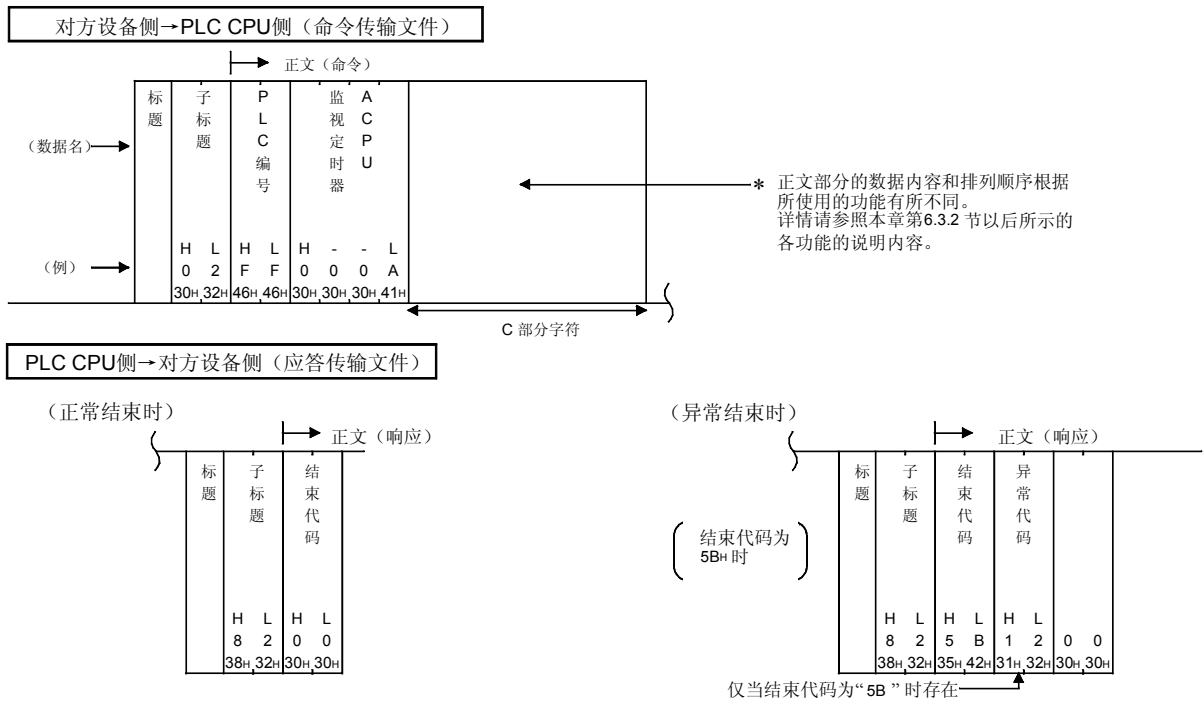 对方设备侧→PLC CPU侧（命令传输文件）
正文（命令）
标题
子标题
PLC编号
监视定时器
ACPU
（数据名）
H L H L H - - L
（例）
0 2 F F 0 0 0 A
30H 32H 46H 46H 30H 30H 30H 41H
* 正文部分的数据内容和排列顺序根据
所使用的功能有所不同。
详情请参照本章第6.3.2 节以后所示的
各功能的说明内容。
C 部分字符
PLC CPU侧→对方设备侧（应答传输文件）
（正常结束时）
正文（响应）
标题
子标题
结束代码
H L H L
8 2 0 0
38H 32H 30H 30H
（异常结束时）
正文（响应）
结束代码为
5BH 时
标题
子标题
结束代码
异常代码
H L H L H L
8 2 5 B 1 2 0 0
38H 32H 35H 42H 31H 32H 30H 30H
仅当结束代码为“5B ”时存在